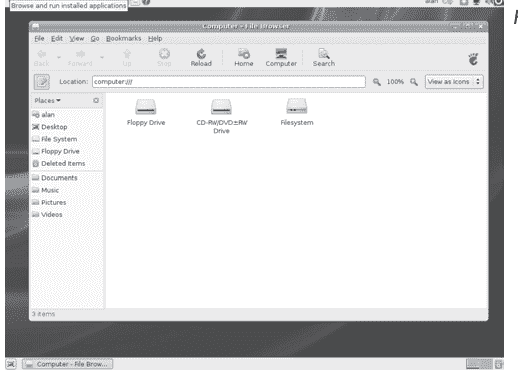 Browse and run installed applications
alan
Computer - File Browser
File Edit View Go Bookmarks Help
Back Forward Up Stop Reload Home Computer Search
Location: computer:/// 100% View as Icons
Places
alan
Desktop
File System
Floppy Drive
Deleted Items
Documents
Music
Pictures
Videos
Floppy Drive
CD-RW/DVD±RW
Drive
Filesystem
3 items
Computer - File Brow...